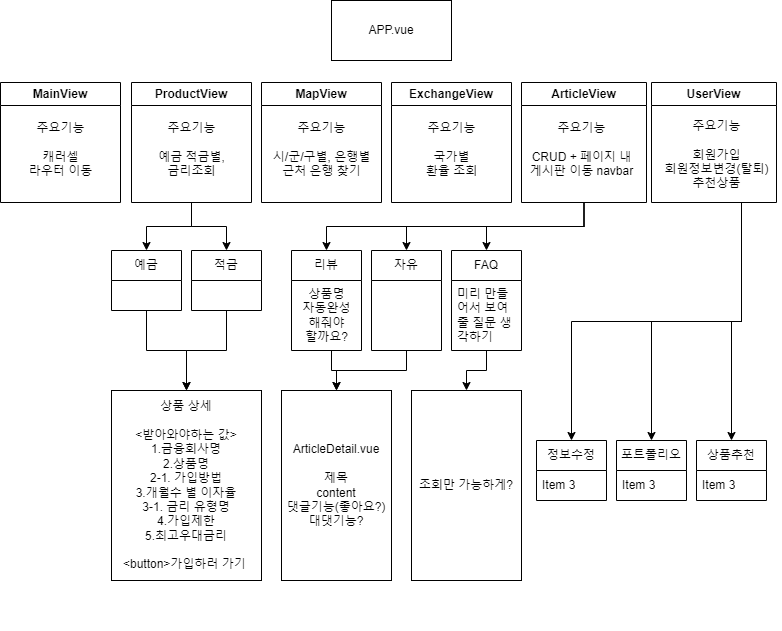 APP.vue
MainView
주요기능
캐러셀
라우터 이동
ProductView
주요기능
예금 적금별,
금리조회
MapView
주요기능
시/군/구별, 은행별
근처 은행 찾기
ExchangeView
주요기능
국가별
환율 조회
ArticleView
주요기능
CRUD + 페이지 내
게시판 이동 navbar
UserView
주요기능
회원가입
회원정보변경(탈퇴)
추천상품
예금
적금
리뷰
상품명
자동완성
해줘야
할까요?
자유
FAQ
미리 만들
어서 보여
줄 질문 생
각하기
상품 상세
<받아와야하는 값>
1.금융회사명
2.상품명
2-1. 가입방법
3.개월수 별 이자율
3-1. 금리 유형명
4.가입제한
5.최고우대금리
<button>가입하러 가기
ArticleDetail.vue
제목
content
댓글기능(좋아요?)
대댓기능?
조회만 가능하게?
정보수정
Item 3
포트폴리오
Item 3
상품추천
Item 3